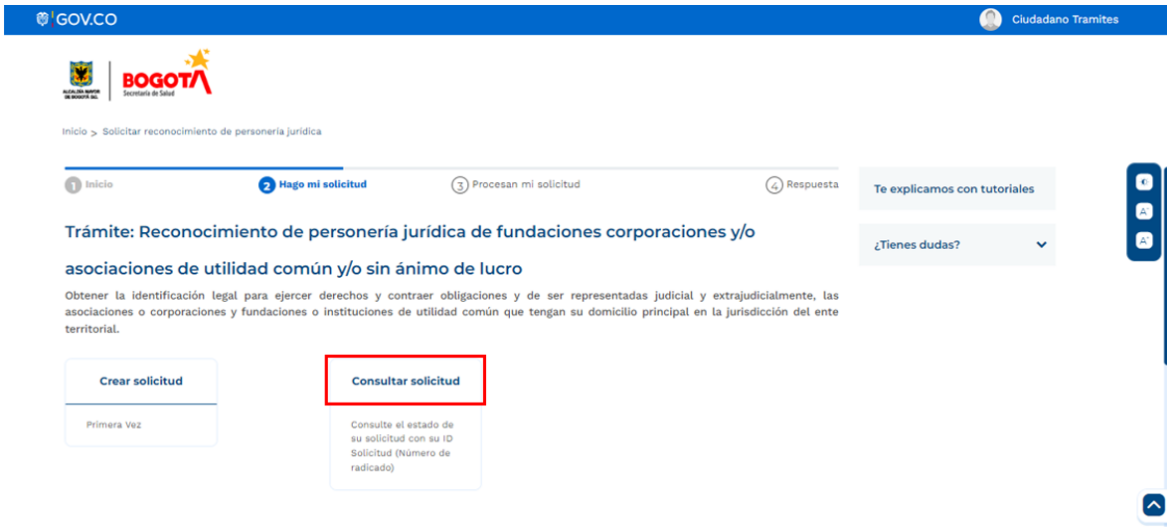 GOV.CO
Ciudadano Tramites
ALCALDÍA MAYOR
DE BOGOTÁ D.C.
BOGOTÁ
Secretaría de Salud
Inicio > Solicitar reconocimiento de personería jurídica
1 Inicio
2 Hago mi solicitud
3 Procesan mi solicitud
4 Respuesta
Te explicamos con tutoriales
¿Tienes dudas?
Trámite: Reconocimiento de personería jurídica de fundaciones corporaciones y/o
asociaciones de utilidad común y/o sin ánimo de lucro
Obtener la identificación legal para ejercer derechos y contraer obligaciones y de ser representadas judicial y extrajudicialmente, las
asociaciones o corporaciones y fundaciones o instituciones de utilidad común que tengan su domicilio principal en la jurisdicción del ente
territorial.
Crear solicitud
Primera Vez
Consultar solicitud
Consulte el estado de
su solicitud con su ID
Solicitud (Número de
radicado)